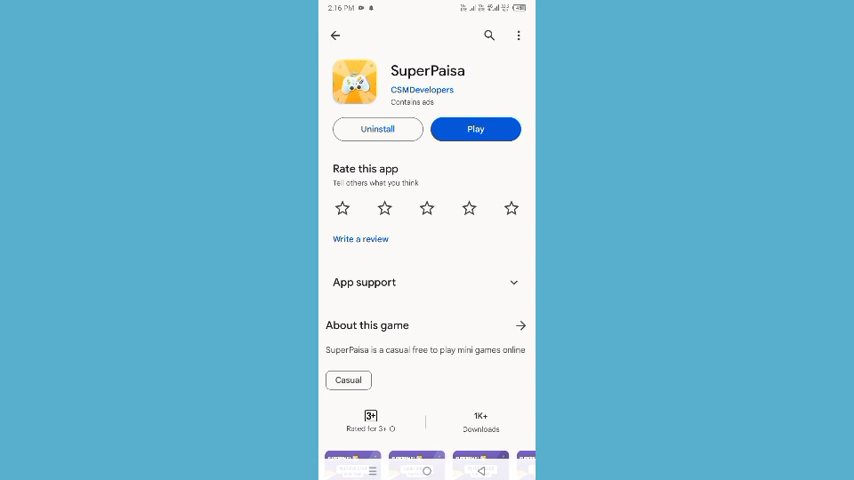 2:16 PM
SuperPaisa
CSMDevelopers
Contains ads
Uninstall
Play
Rate this app
Tell others what you think
Write a review
App support
About this game
SuperPaisa is a casual free to play mini games online
Casual
3+
1K+
Rated for 3+
Downloads